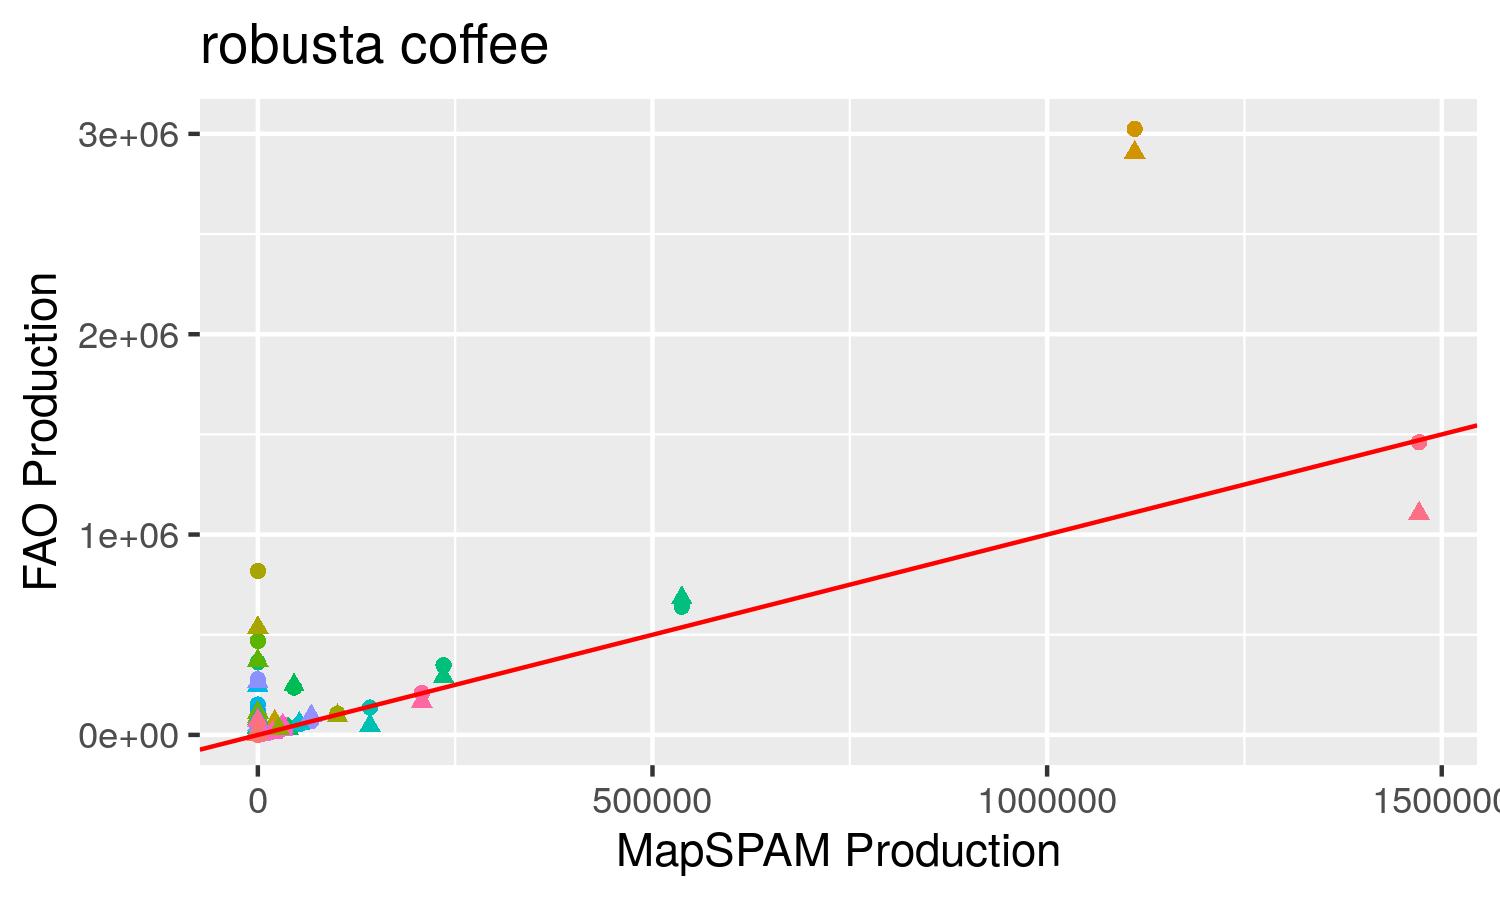 robusta coffee
3e+06
2e+06
1e+06
0e+00
FAO Production
0
500000
1000000
1500000
MapSPAM Production